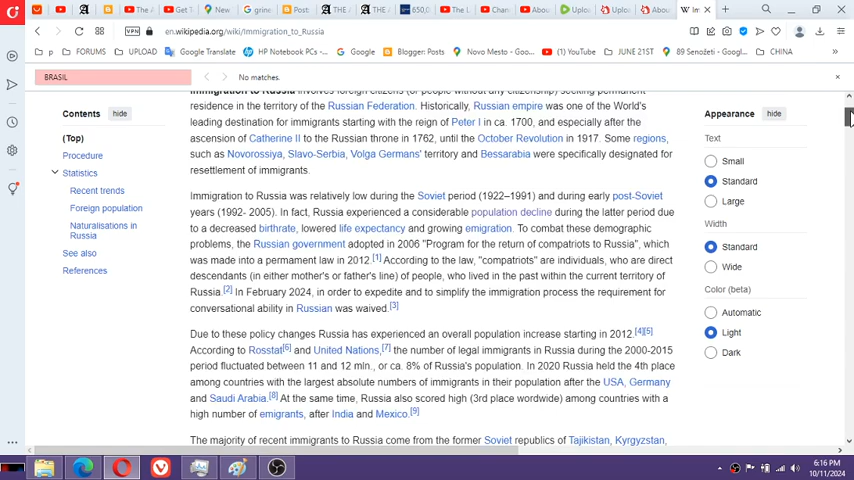 The A
Get T
New
grine
Posts
THE A
THE A
650,0
The L
Chan
Abou
Uploa
Uplo
Abou
Im
VPN en.wikipedia.org/wiki/Immigration_to_Russia
p FORUMS UPLOAD Google Translate HP Notebook PCs -... Google Blogger: Posts Novo Mesto - Google... (1) YouTube JUNE 21ST 89 Senožeti - Google... CHINA
BRASIL No matches.
Immigration to Russia involves foreign citizens (or people without any citizenship) seeking permanent
residence in the territory of the Russian Federation. Historically, Russian empire was one of the World's
leading destination for immigrants starting with the reign of Peter I in ca. 1700, and especially after the
ascension of Catherine II to the Russian throne in 1762, until the October Revolution in 1917. Some regions,
such as Novorossiya, Slavo-Serbia, Volga Germans' territory and Bessarabia were specifically designated for
resettlement of immigrants.
Immigration to Russia was relatively low during the Soviet period (1922–1991) and during early post-Soviet
years (1992- 2005). In fact, Russia experienced a considerable population decline during the latter period due
to a decreased birthrate, lowered life expectancy and growing emigration. To combat these demographic
problems, the Russian government adopted in 2006 "Program for the return of compatriots to Russia", which
was made into a permament law in 2012.[1] According to the law, "compatriots" are individuals, who are direct
descendants (in either mother's or father's line) of people, who lived in the past within the current territory of
Russia.[2] In February 2024, in order to expedite and to simplify the immigration process the requirement for
conversational ability in Russian was waived.[3]
Due to these policy changes Russia has experienced an overall population increase starting in 2012.[4][5]
According to Rosstat[6] and United Nations,[7] the number of legal immigrants in Russia during the 2000-2015
period fluctuated between 11 and 12 mln., or ca. 8% of Russia's population. In 2020 Russia held the 4th place
among countries with the largest absolute numbers of immigrants in their population after the USA, Germany
and Saudi Arabia.[8] At the same time, Russia also scored high (3rd place wordwide) among countries with a
high number of emigrants, after India and Mexico.[9]
The majority of recent immigrants to Russia come from the former Soviet republics of Tajikistan, Kyrgyzstan,
Contents hide
(Top)
Procedure
Statistics
Recent trends
Foreign population
Naturalisations in
Russia
See also
References
Appearance hide
Text
Small
Standard
Large
Width
Standard
Wide
Color (beta)
Automatic
Light
Dark
6:16 PM
10/11/2024